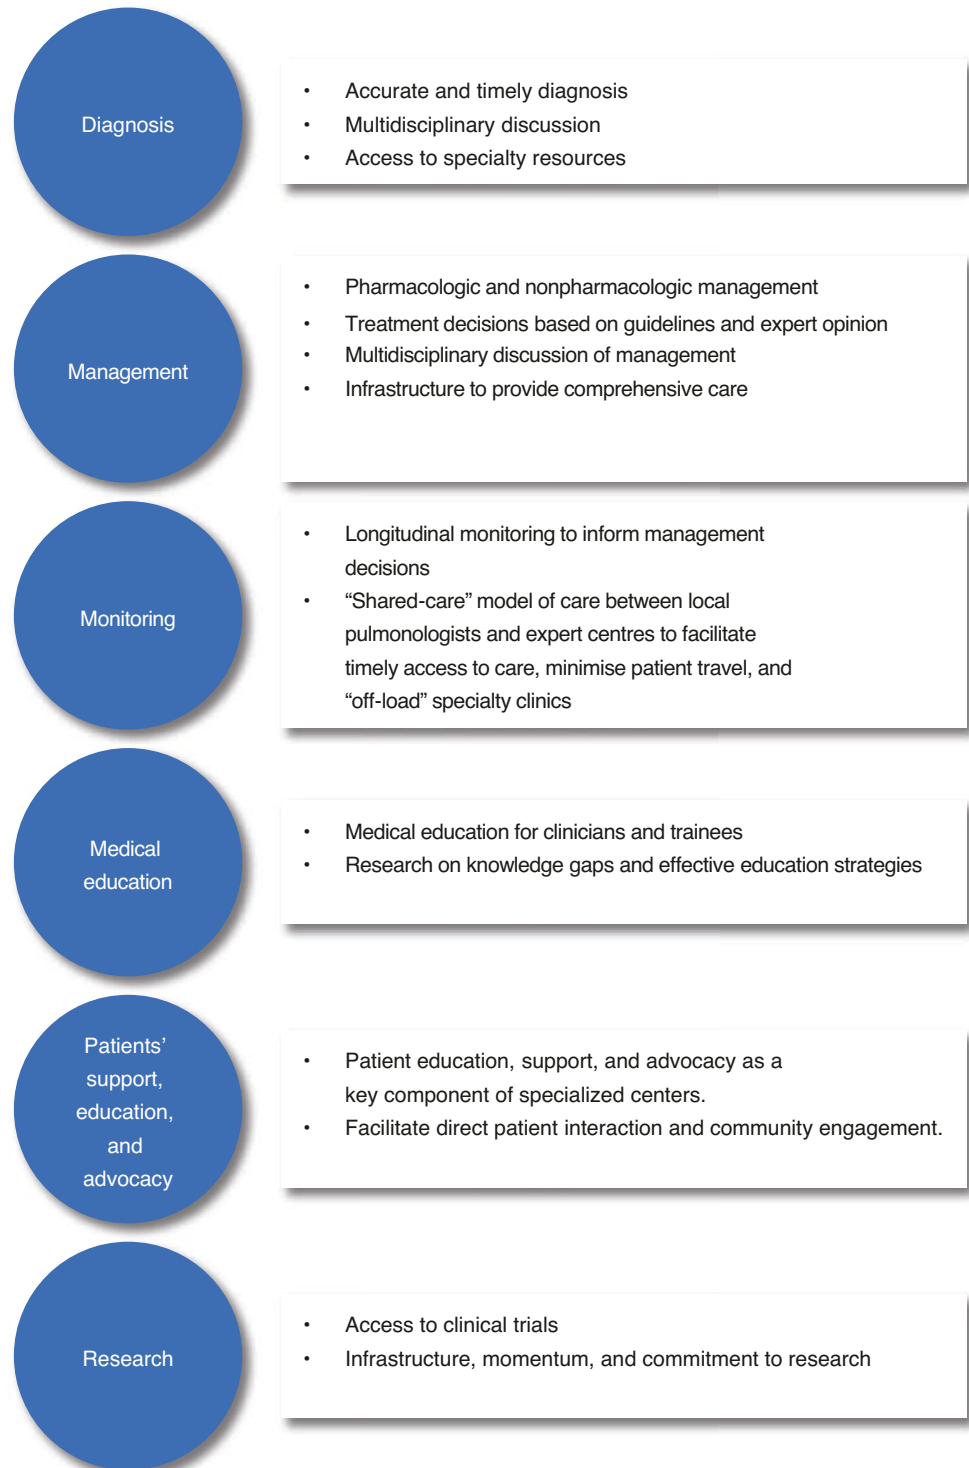 Diagnosis
• Accurate and timely diagnosis
• Multidisciplinary discussion
• Access to specialty resources
Management
• Pharmacologic and nonpharmacologic management
• Treatment decisions based on guidelines and expert opinion
• Multidisciplinary discussion of management
• Infrastructure to provide comprehensive care
Monitoring
• Longitudinal monitoring to inform management
decisions
• “Shared-care” model of care between local
pulmonologists and expert centres to facilitate
timely access to care, minimise patient travel, and
“off-load” specialty clinics
Medical
education
• Medical education for clinicians and trainees
• Research on knowledge gaps and effective education strategies
Patients’
support,
education,
and
advocacy
• Patient education, support, and advocacy as a
key component of specialized centers.
• Facilitate direct patient interaction and community engagement.
Research
• Access to clinical trials
• Infrastructure, momentum, and commitment to research